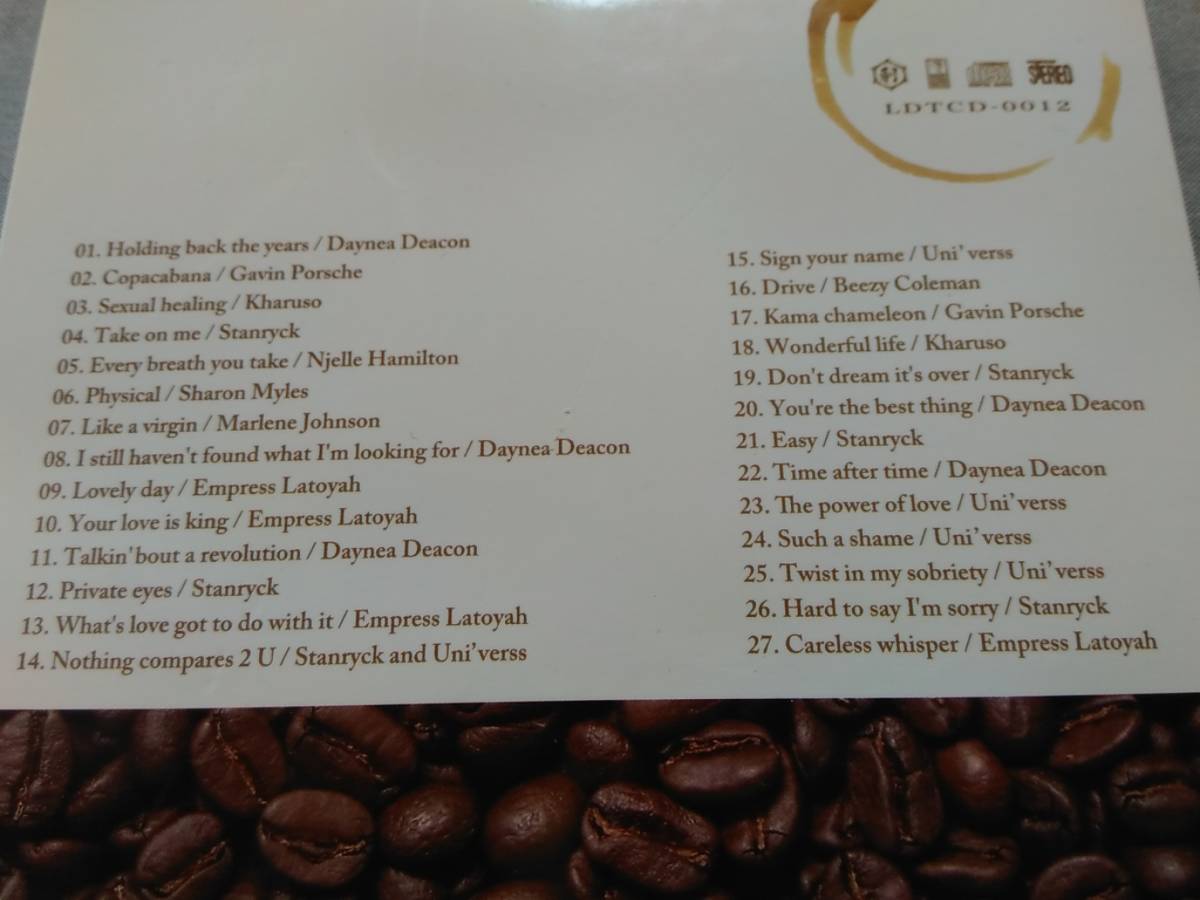 STEREO
LDTCD-0012
01. Holding back the years / Daynea Deacon
02. Copacabana / Gavin Porsche
03. Sexual healing / Kharuso
04. Take on me / Stanryck
05. Every breath you take / Njelle Hamilton
06. Physical / Sharon Myles
07. Like a virgin / Marlene Johnson
08. I still haven't found what I'm looking for / Daynea Deacon
09. Lovely day / Empress Latoyah
10. Your love is king / Empress Latoyah
11. Talkin'bout a revolution / Daynea Deacon
12. Private eyes / Stanryck
13. What's love got to do with it / Empress Latoyah
14. Nothing compares 2 U / Stanryck and Uni'verss
15. Sign your name / Uni'verss
16. Drive / Beezy Coleman
17. Kama chameleon / Gavin Porsche
18. Wonderful life / Kharuso
19. Don't dream it's over / Stanryck
20. You're the best thing / Daynea Deacon
21. Easy / Stanryck
22. Time after time / Daynea Deacon
23. The power of love / Uni'verss
24. Such a shame / Uni'verss
25. Twist in my sobriety / Uni'verss
26. Hard to say I'm sorry / Stanryck
27. Careless whisper / Empress Latoyah